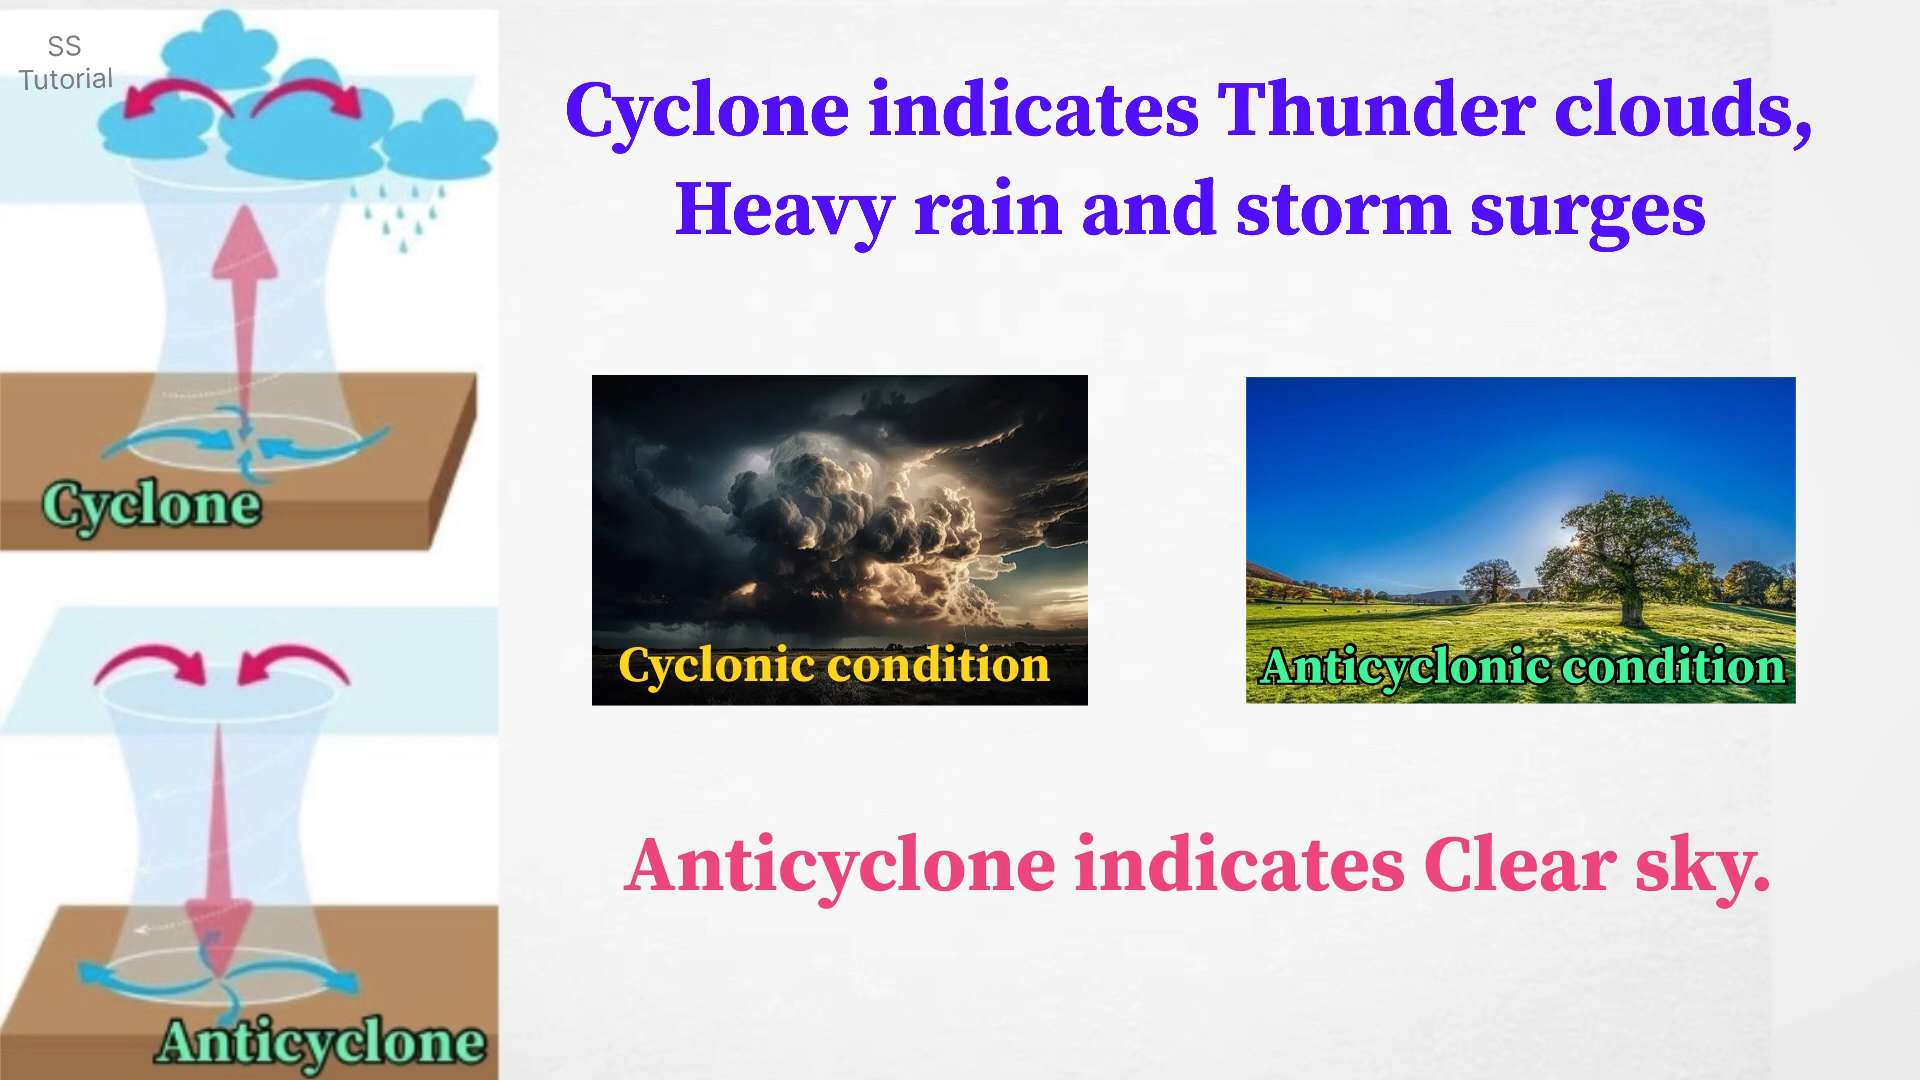 SS
Tutorial
Cyclone indicates Thunder clouds,
Heavy rain and storm surges
Cyclone
Cyclonic condition
Anticyclonic condition
Anticyclone indicates Clear sky.
Anticyclone